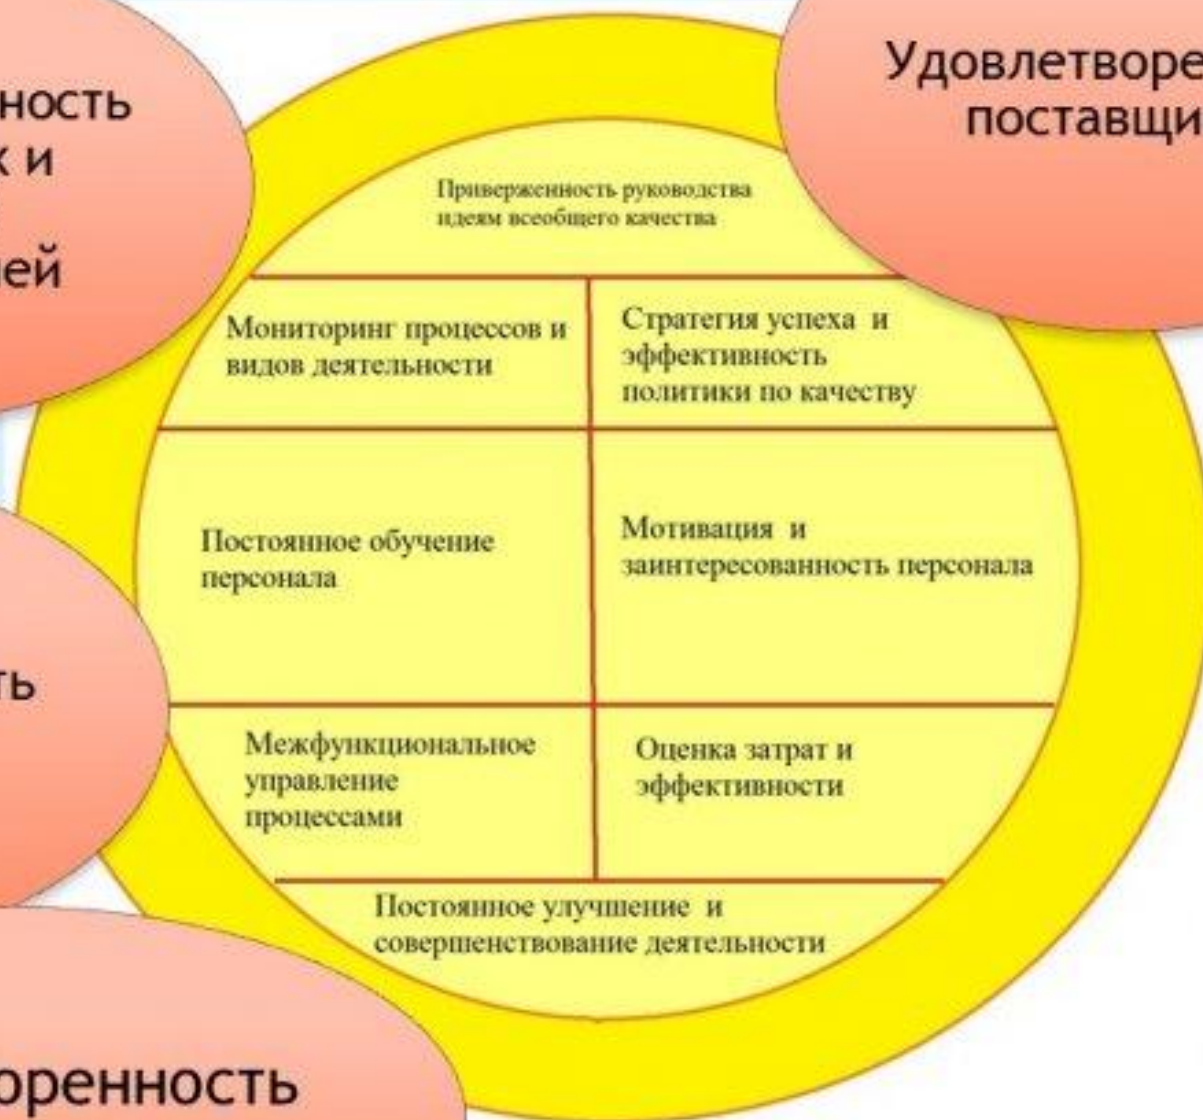 ность
к и
ей
Удовлетворе
поставщи
Приверженность руководства
идеям всеобщего качества
Мониторинг процессов и
видов деятельности
Стратегия успеха и
эффективность
политики по качеству
Постоянное обучение
персонала
Мотивация и
заинтересованность персонала
ть
Межфункциональное
управление
процессами
Оценка затрат и
эффективности
Постоянное улучшение и
совершенствование деятельности
оренность